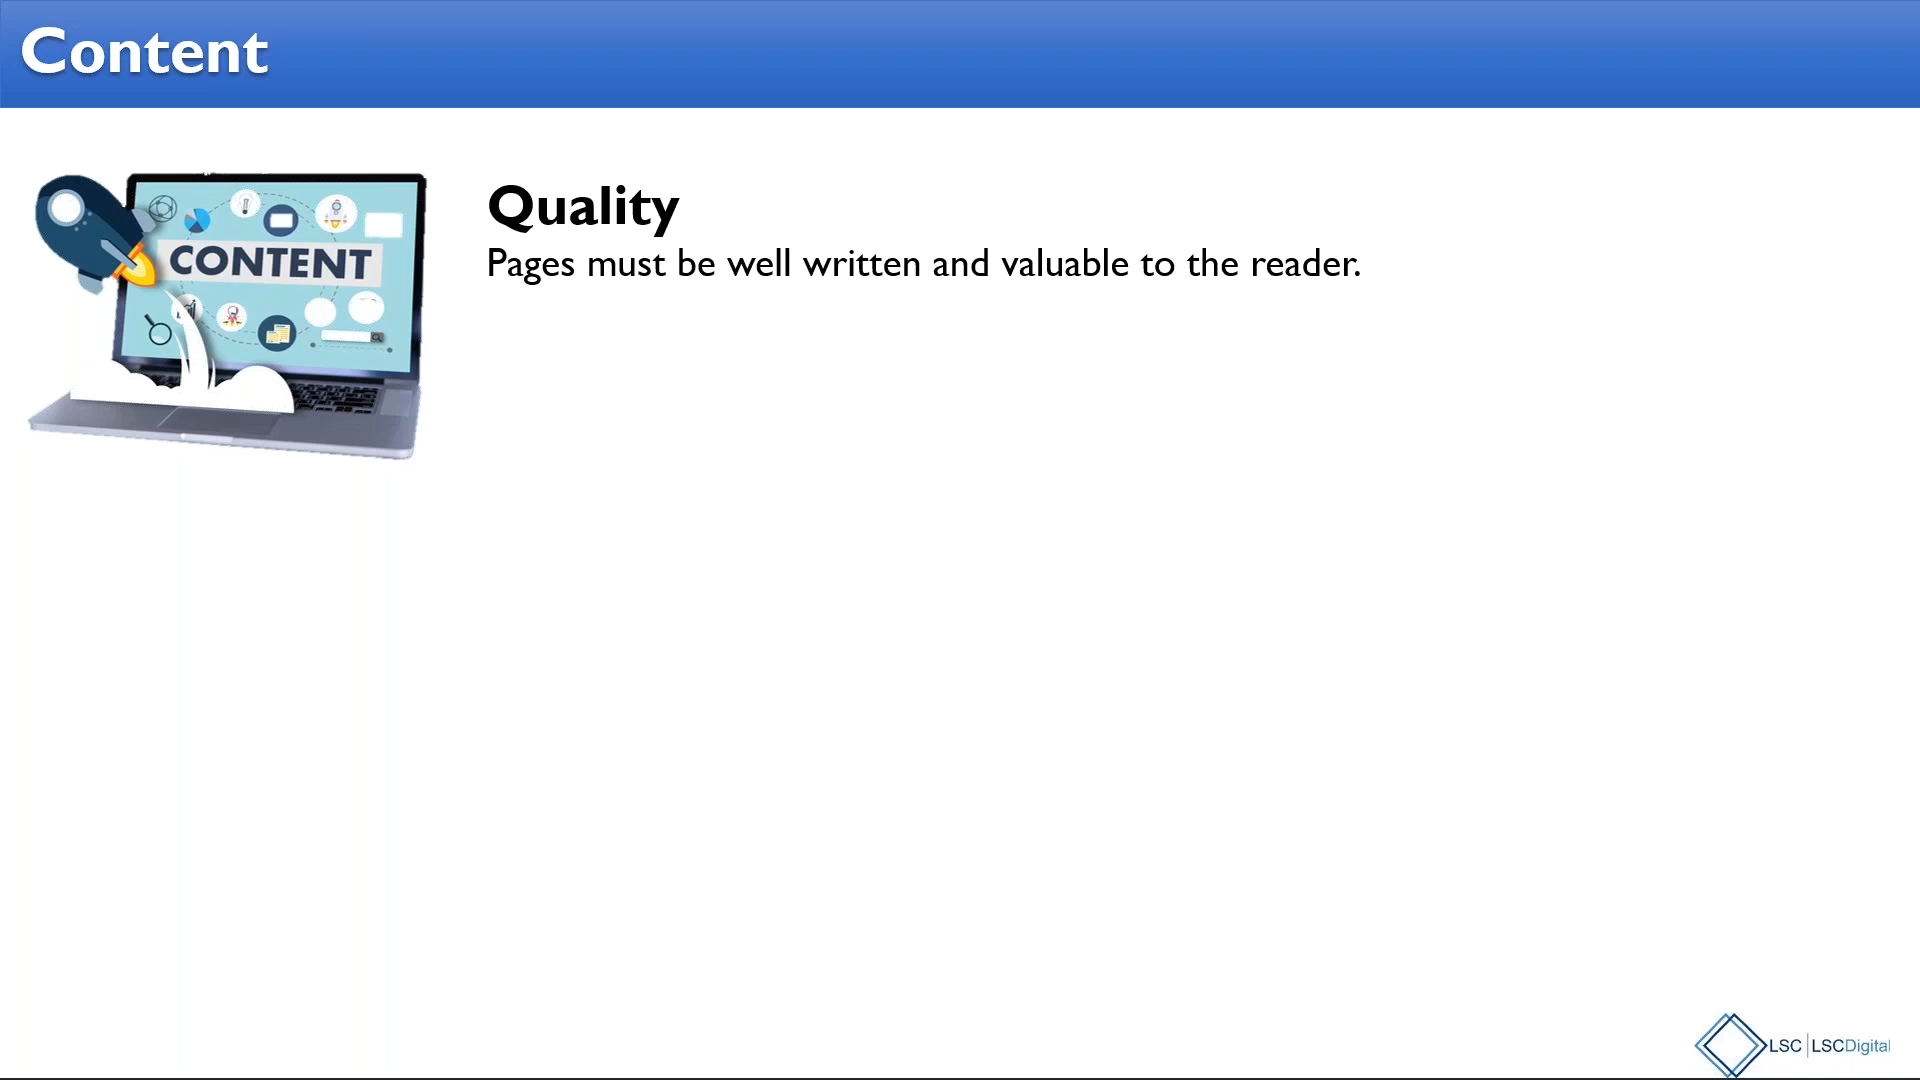 Content
CONTENT
Quality
Pages must be well written and valuable to the reader.
LSC | LSCDigital